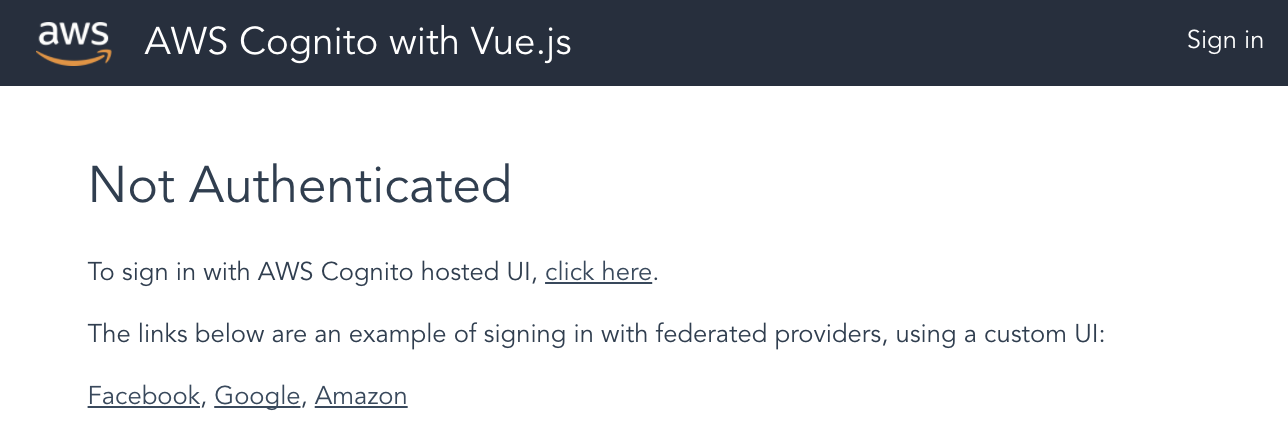 aws AWS Cognito with Vue.js Sign in
Not Authenticated
To sign in with AWS Cognito hosted UI, click here.
The links below are an example of signing in with federated providers, using a custom UI:
Facebook, Google, Amazon